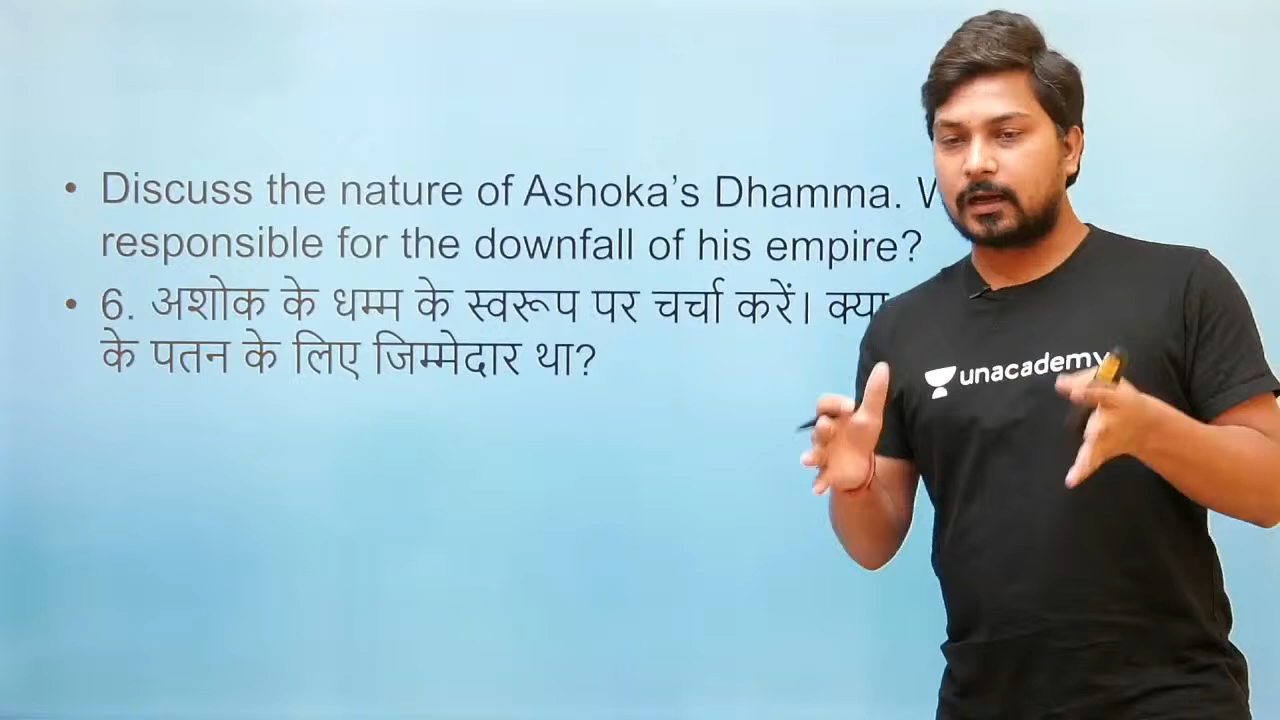 • Discuss the nature of Ashoka's Dhamma.
responsible for the downfall of his empire?
• 6. अशोक के धम्म के स्वरूप पर चर्चा करें। क्या
के पतन के लिए जिम्मेदार था?
unacademy